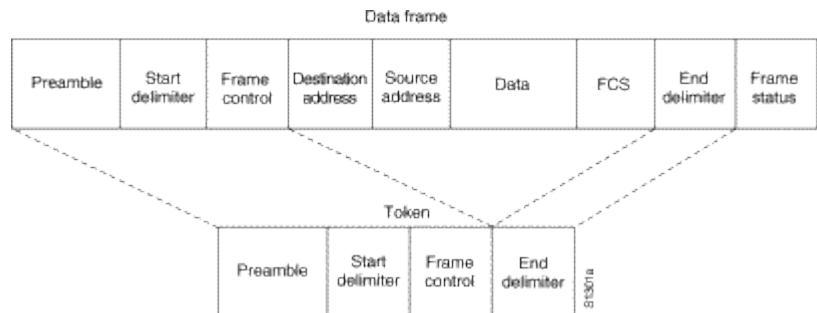 Data frame
Preamble
Start
delimiter
Frame
control
Destination
address
Source
address
Data
FCS
End
delimiter
Frame
status
Token
Preamble
Start
delimiter
Frame
control
End
delimiter
81301a